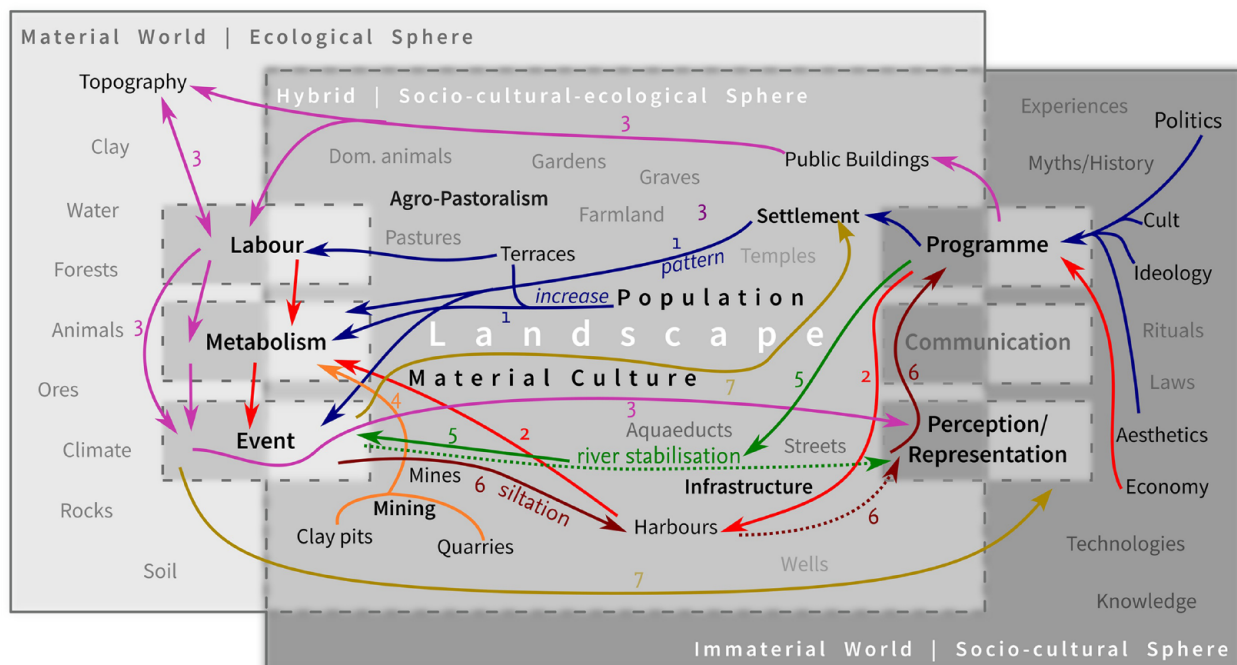 Material World | Ecological Sphere
Topography
Hybrid | Socio-cultural-ecological Sphere
Experiences
Politics
3
Clay
3
Dom. animals
Gardens
Public Buildings
Myths/History
Graves
Agro-Pastoralism
Water
Farmland
3
Settlement
Cult
Labour
Pastures
Terraces
1
pattern
Temples
Programme
Forests
Ideology
increase
Population
1
Animals
3
Metabolism
Landscape
Communication
Rituals
Material Culture
7
5
2
6
Laws
Ores
4
3
Climate
Event
5
2
Aquaeducts
Streets
Perception/
Representation
Aesthetics
river stabilisation
Mines
6
siltation
Infrastructure
Economy
Rocks
Mining
Clay pits
Quarries
Harbours
6
Technologies
Soil
7
Wells
Knowledge
Immaterial World | Socio-cultural Sphere